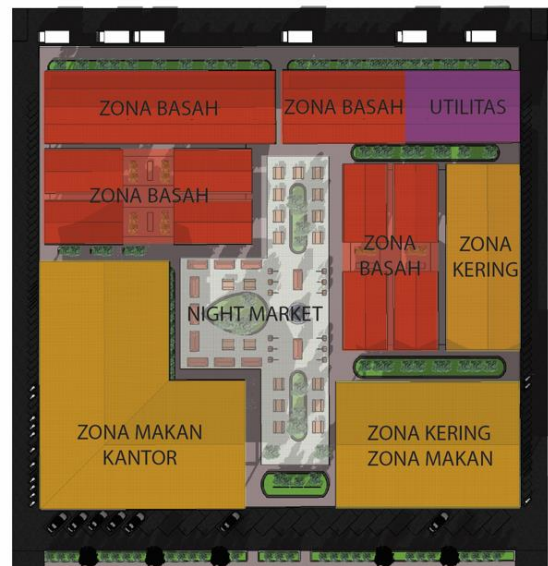 ZONA BASAH
ZONA BASAH
UTILITAS
ZONA BASAH
ZONA
BASAH
ZONA
KERING
NIGHT MARKET
ZONA MAKAN
KANTOR
ZONA KERING
ZONA MAKAN